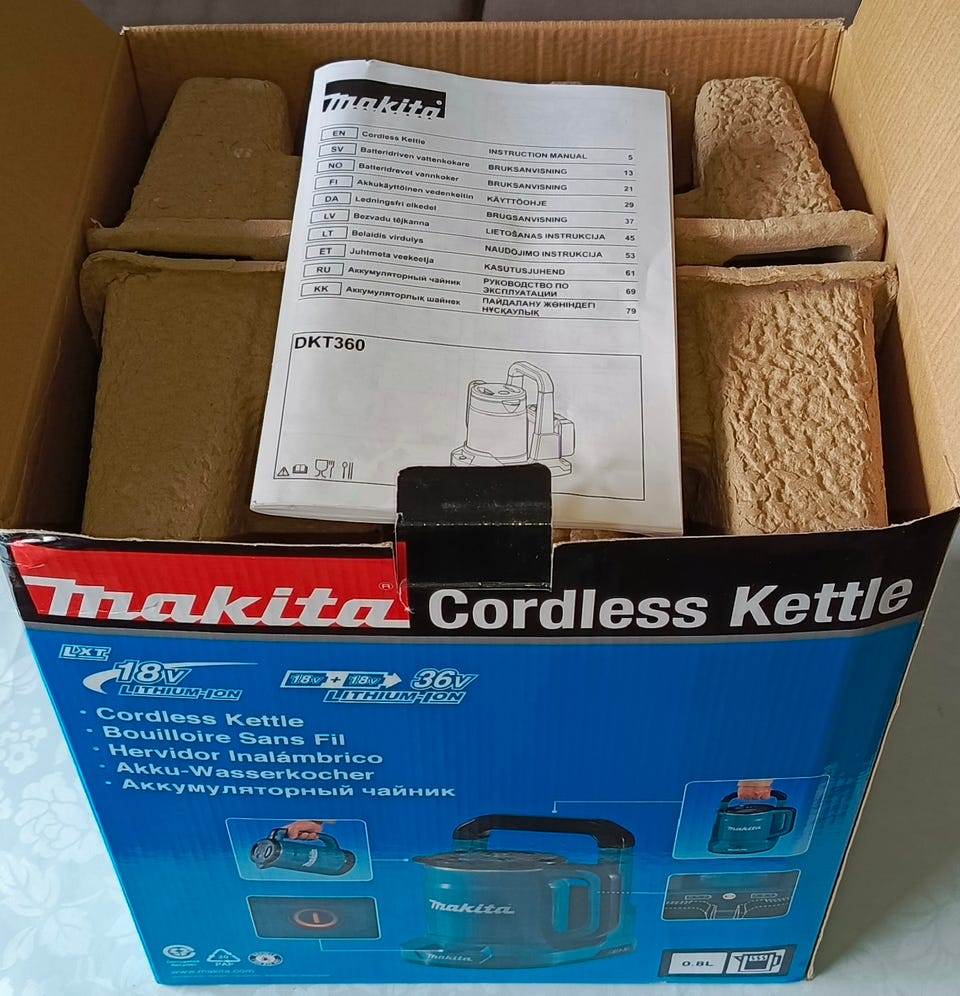 makita
EN Cordless Kettle INSTRUCTION MANUAL 5
SV Batteridriven vattenkokare BRUKSANVISNING 13
NO Batteridrevet vannkoker BRUKSANVISNING 21
FI Akkukäyttöinen vedenkeitin KÄYTTÖOHJE 29
DA Ledningsfri elkedel BRUGSANVISNING 37
LV Bezvadu tējkanna LIETOŠANAS INSTRUKCIJA 45
LT Belaidis virdulys NAUDOJIMO INSTRUKCIJA 53
ET Juhtmeta veekeetja KASUTUSJUHEND 61
RU Аккумуляторный чайник РУКОВОДСТВО ПО ЭКСПЛУАТАЦИИ 69
KK Аккумуляторлық шайнек ПАЙДАЛАНУ ЖӨНІНДЕГІ НҰСҚАУЛЫҚ 79
DKT360
makita® Cordless Kettle
LXT
18V LITHIUM-ION
18V + 18V 36V LITHIUM-ION
· Cordless Kettle
· Bouilloire Sans Fil
· Hervidor Inalámbrico
· Akku-Wasserkocher
· Аккумуляторный чайник
makita
makita
makita
20
PAP
www.makita.com
0.8L